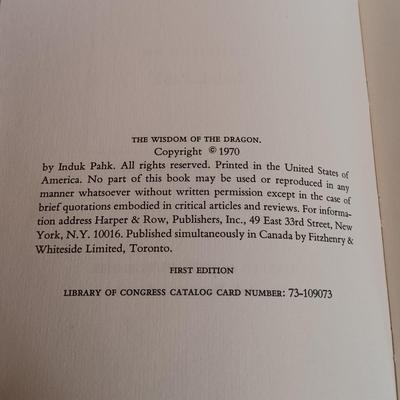 THE WISDOM OF THE DRAGON.
Copyright © 1970
by Induk Pahk. All rights reserved. Printed in the United States of
America. No part of this book may be used or reproduced in any
manner whatsoever without written permission except in the case of
brief quotations embodied in critical articles and reviews. For informa-
tion address Harper & Row, Publishers, Inc., 49 East 33rd Street, New
York, N.Y. 10016. Published simultaneously in Canada by Fitzhenry &
Whiteside Limited, Toronto.
FIRST EDITION
LIBRARY OF CONGRESS CATALOG CARD NUMBER: 73-109073